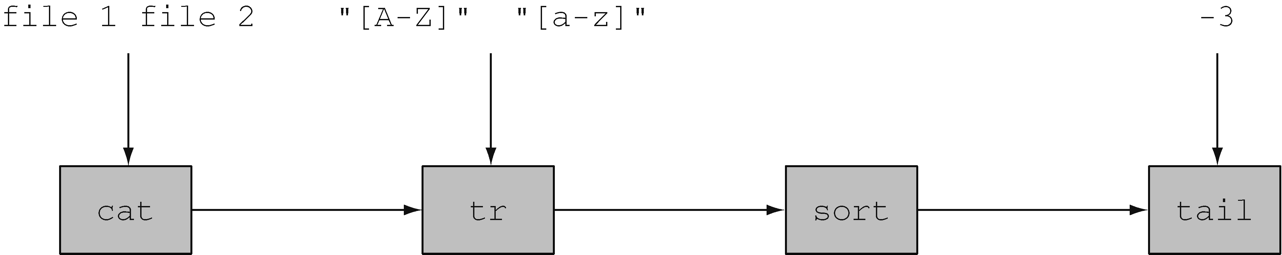 file 1 file 2 "[A-Z]" "[a-z]" -3
cat tr sort tail